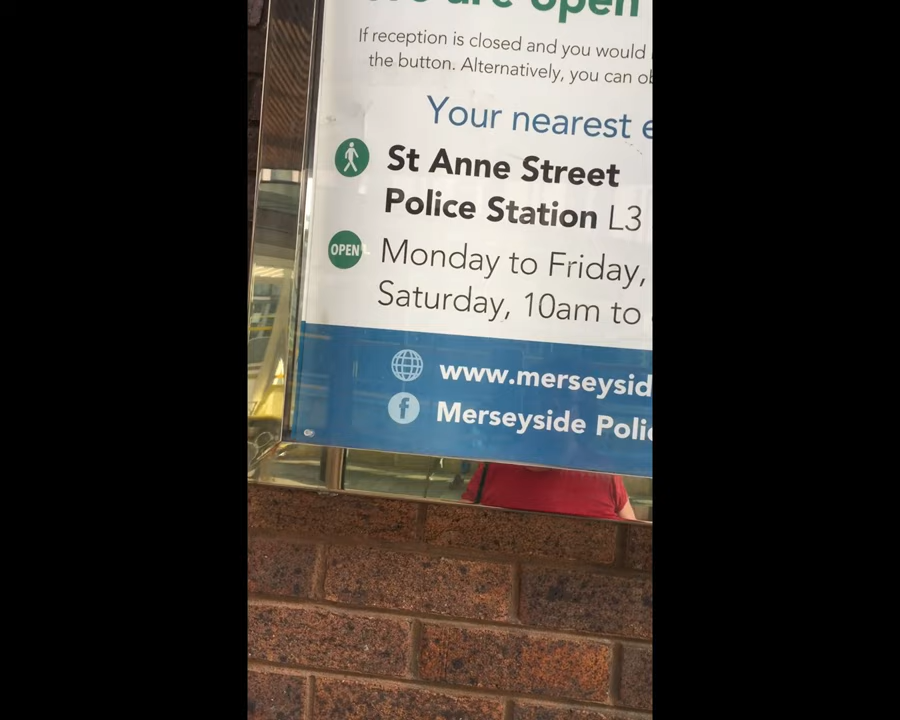 are open
If reception is closed and you would
the button. Alternatively, you can
Your nearest
St Anne Street
Police Station L3
OPEN
Monday to Friday,
Saturday, 10am to
www.merseysid
f
Merseyside Polic